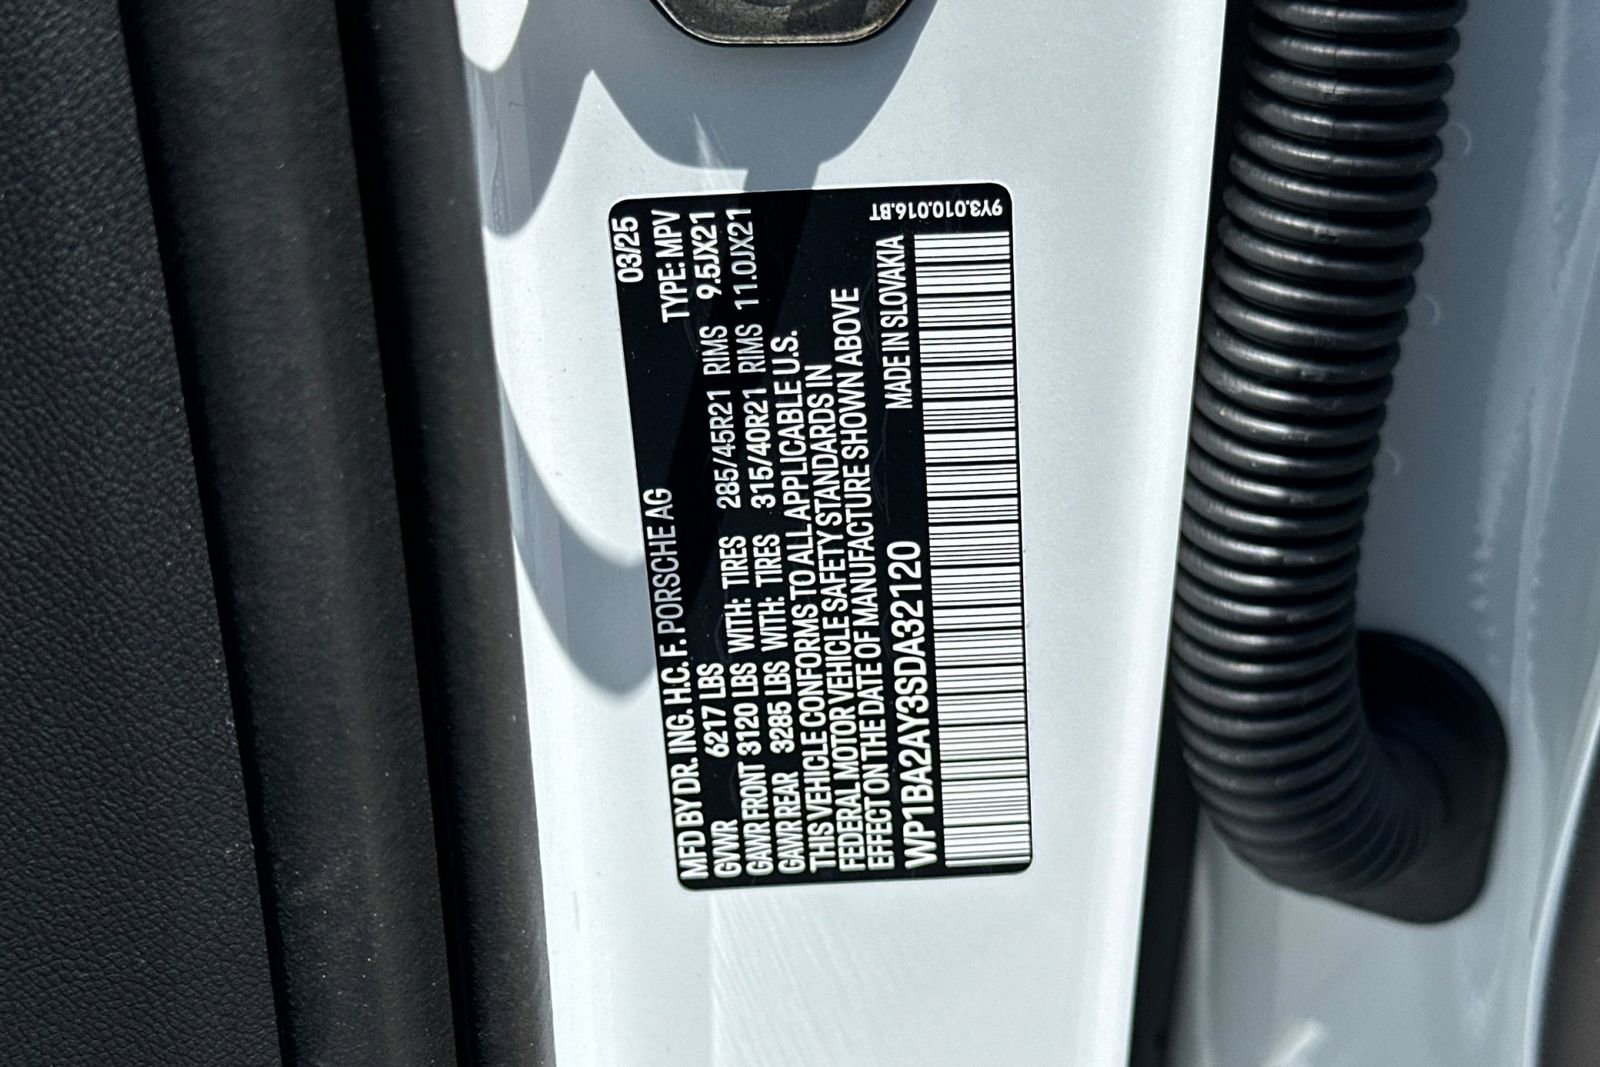 03/25
MFD BY DR. ING. H.C. F. PORSCHE AG TYPE: MPV
GVWR 6217 LBS
GAWR FRONT 3120 LBS WITH: TIRES 285/45R21 RIMS 9.5JX21
GAWR REAR 3285 LBS WITH: TIRES 315/40R21 RIMS 11.0JX21
THIS VEHICLE CONFORMS TO ALL APPLICABLE U.S.
FEDERAL MOTOR VEHICLE SAFETY STANDARDS IN
EFFECT ON THE DATE OF MANUFACTURE SHOWN ABOVE
WP1BA2AY3SDA32120 MADE IN SLOVAKIA
9Y3.010.016.BT